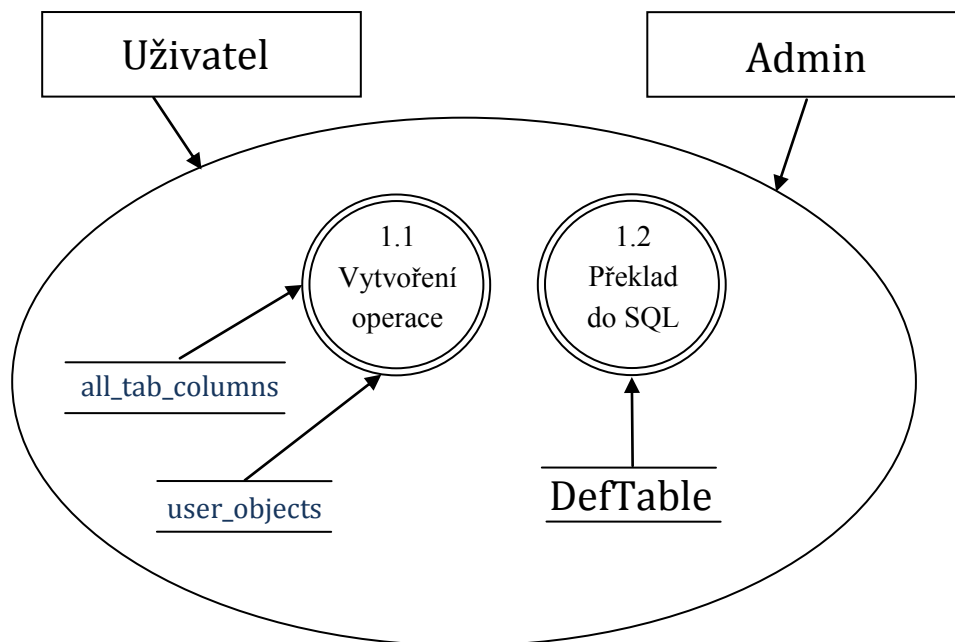 Uživatel
Admin
1.1
Vytvoření
operace
1.2
Překlad
do SQL
all_tab_columns
user_objects
DefTable